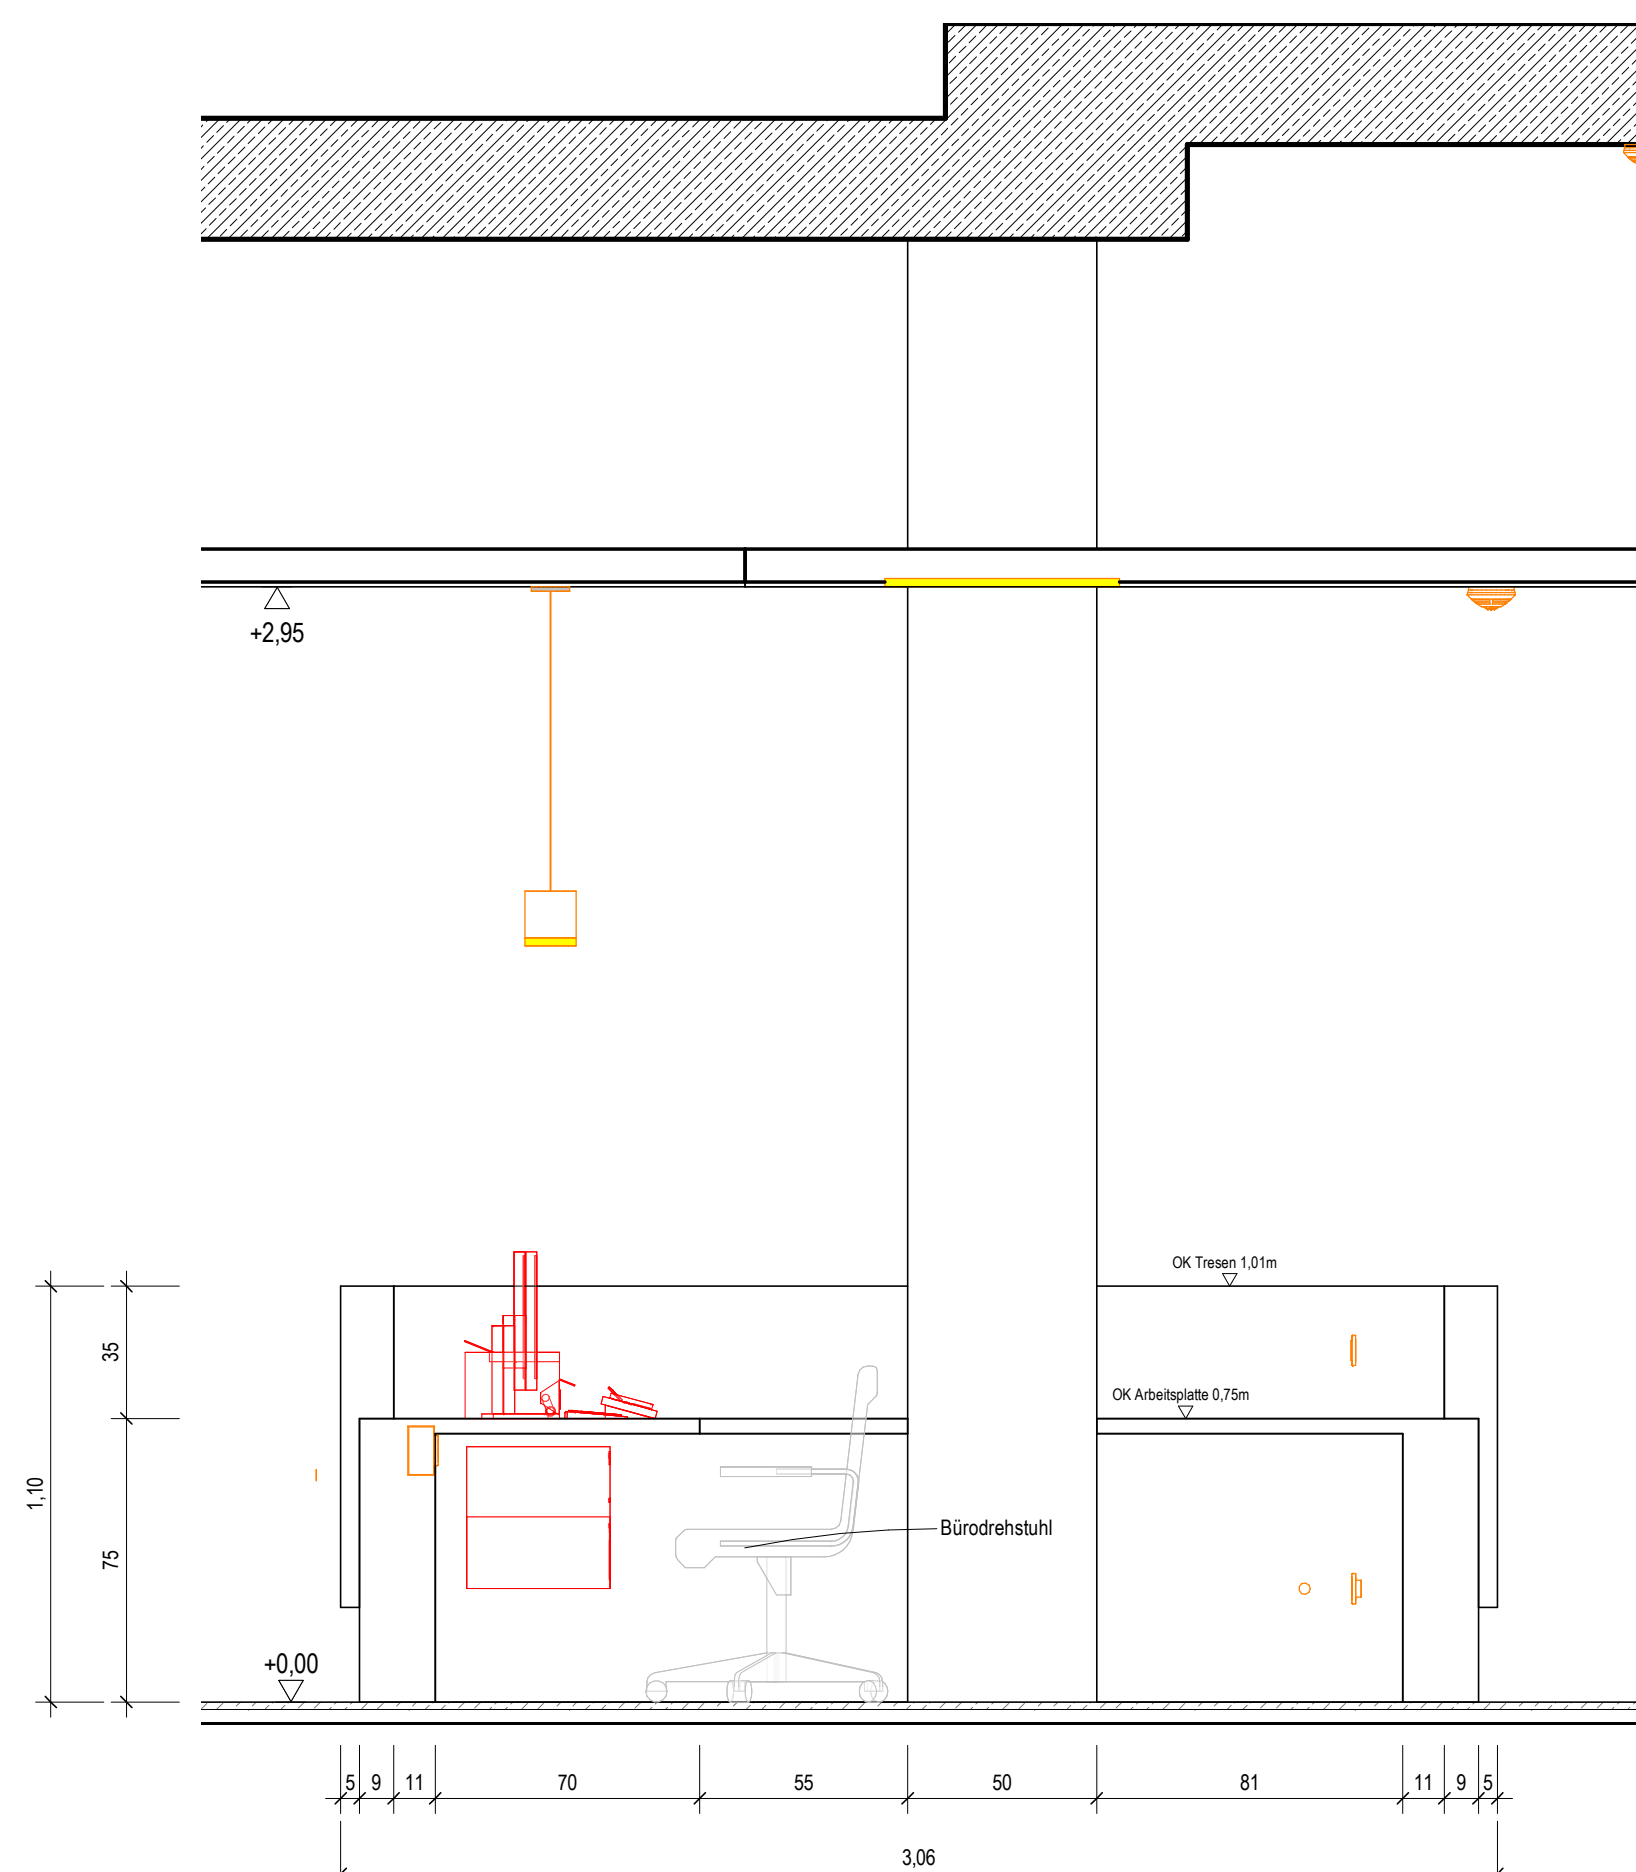 +2,95
OK Tresen 1,01m
35
OK Arbeitsplatte 0,75m
1,10
Bürodrehstuhl
75
+0,00
5 9 11 70 55 50 81 11 9 5
3,06